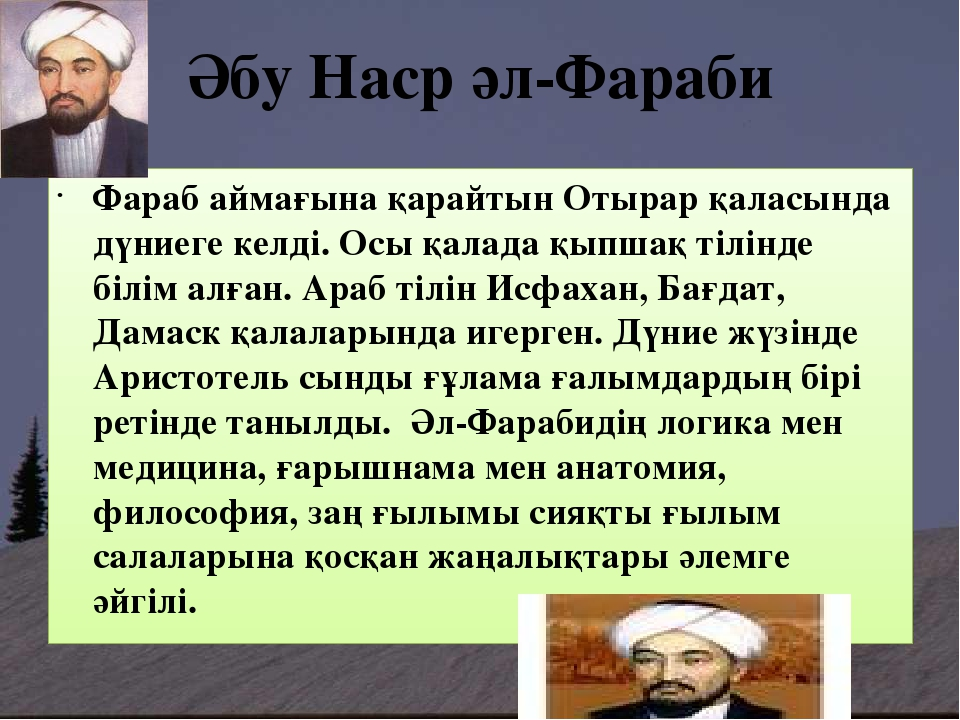 Әбу Наср әл-Фараби
· Фараб аймағына қарайтын Отырар қаласында
дүниеге келді. Осы қалада қыпшақ тілінде
білім алған. Араб тілін Исфахан, Бағдат,
Дамаск қалаларында игерген. Дүние жүзінде
Аристотель сынды ғұлама ғалымдардың бірі
ретінде танылды.  Әл-Фарабидің логика мен
медицина, ғарышнама мен анатомия,
философия, заң ғылымы сияқты ғылым
салаларына қосқан жаңалықтары әлемге
әйгілі.